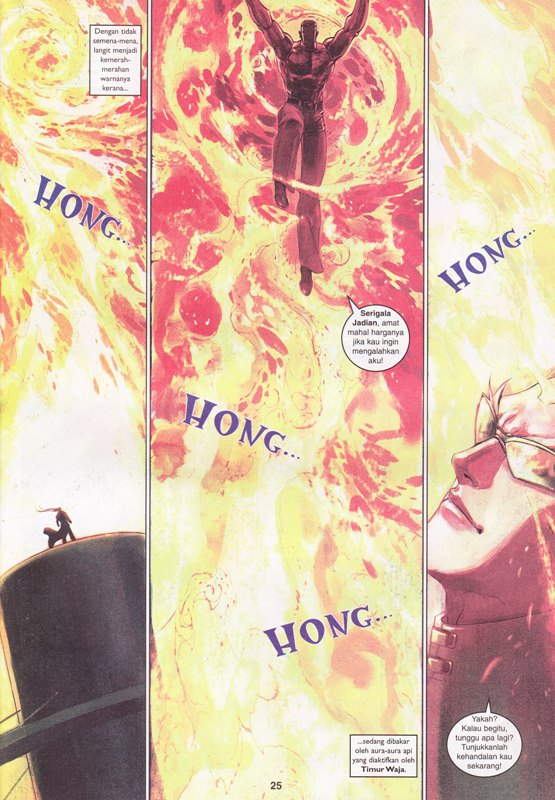 Dengan tidak
semena-mena,
langit menjadi
kemerah-
merahan
warnanya
kerana...
HONG...
Serigala
Jadian, amat
mahal harganya
jika kau ingin
mengalahkan
aku!
HONG...
HONG...
...sedang dibakar
oleh aura-aura api
yang diaktifkan oleh
Timur Waja.
HONG...
Yakah?
Kalau begitu,
tunggu apa lagi?
Tunjukkanlah
kehandalan kau
sekarang!
25